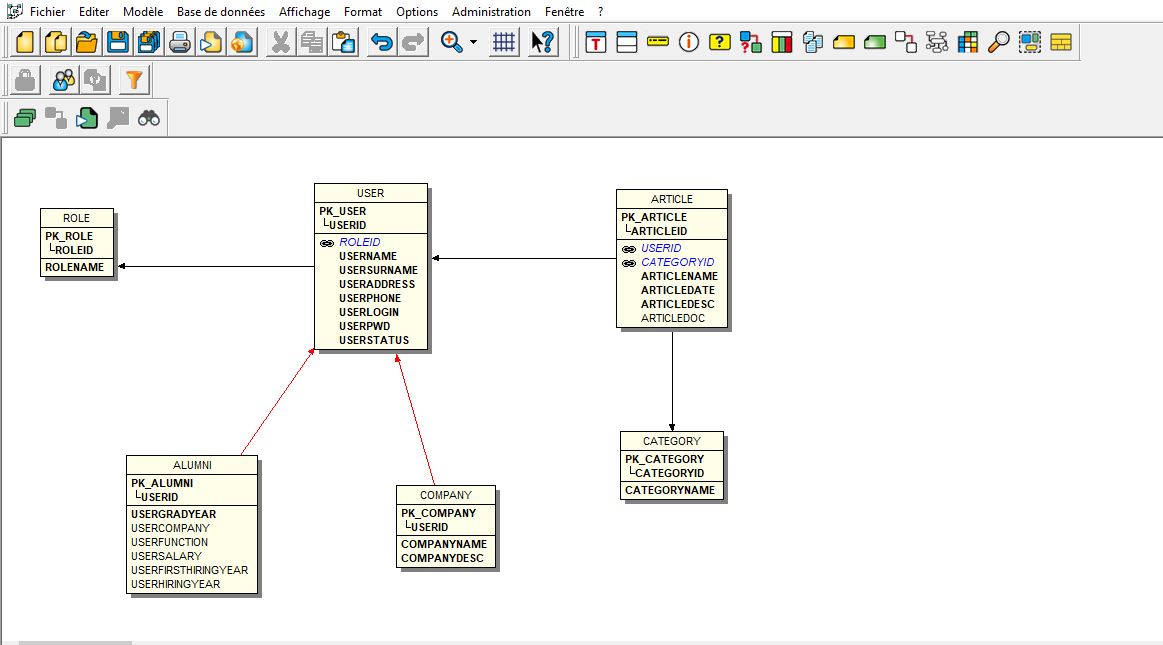 Fichier Editer Modèle Base de données Affichage Format Options Administration Fenêtre ?
ROLE
PK_ROLE
ROLEID
ROLENAME
USER
PK_USER
USERID
ROLEID
USERNAME
USERSURNAME
USERADDRESS
USERPHONE
USERLOGIN
USERPWD
USERSTATUS
ARTICLE
PK_ARTICLE
ARTICLEID
USERID
CATEGORYID
ARTICLENAME
ARTICLEDATE
ARTICLEDESC
ARTICLEDOC
ALUMNI
PK_ALUMNI
USERID
USERGRADYEAR
USERCOMPANY
USERFUNCTION
USERSALARY
USERFIRSTHIRINGYEAR
USERHIRINGYEAR
COMPANY
PK_COMPANY
USERID
COMPANYNAME
COMPANYDESC
CATEGORY
PK_CATEGORY
CATEGORYID
CATEGORYNAME